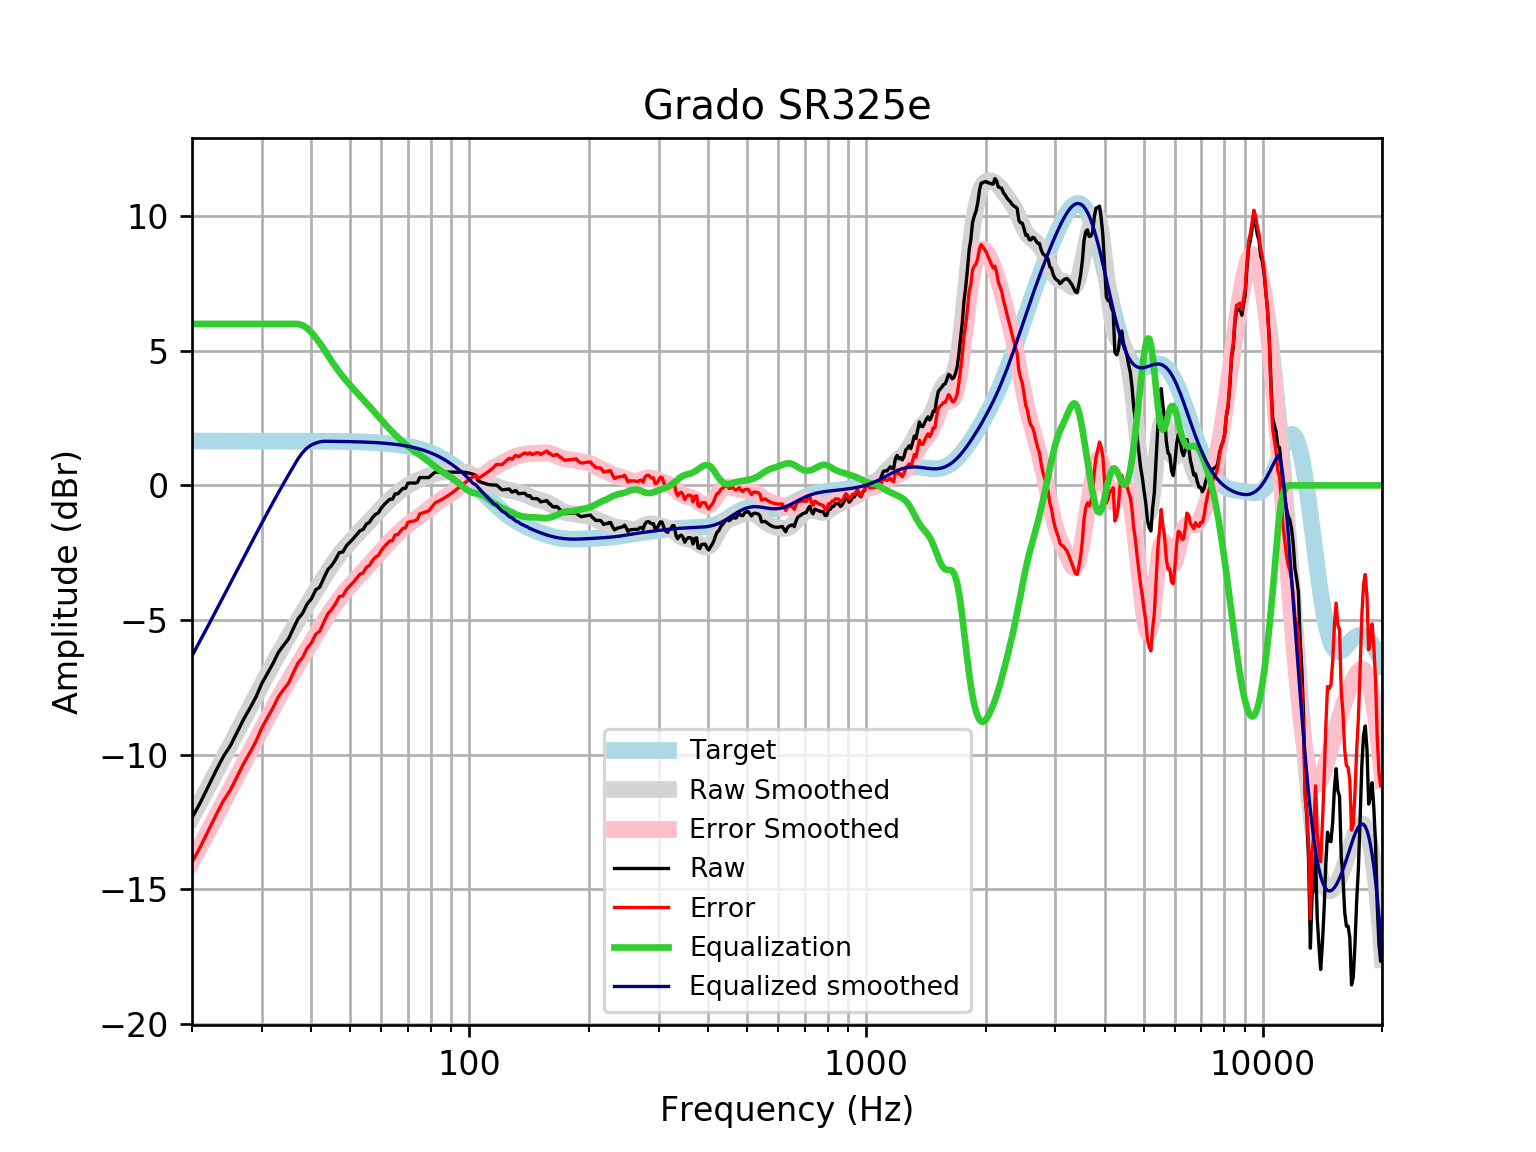 Grado SR325e
10
5
0
−5
−10
−15
−20
Amplitude (dBr)
100
1000
10000
Frequency (Hz)
Target
Raw Smoothed
Error Smoothed
Raw
Error
Equalization
Equalized smoothed